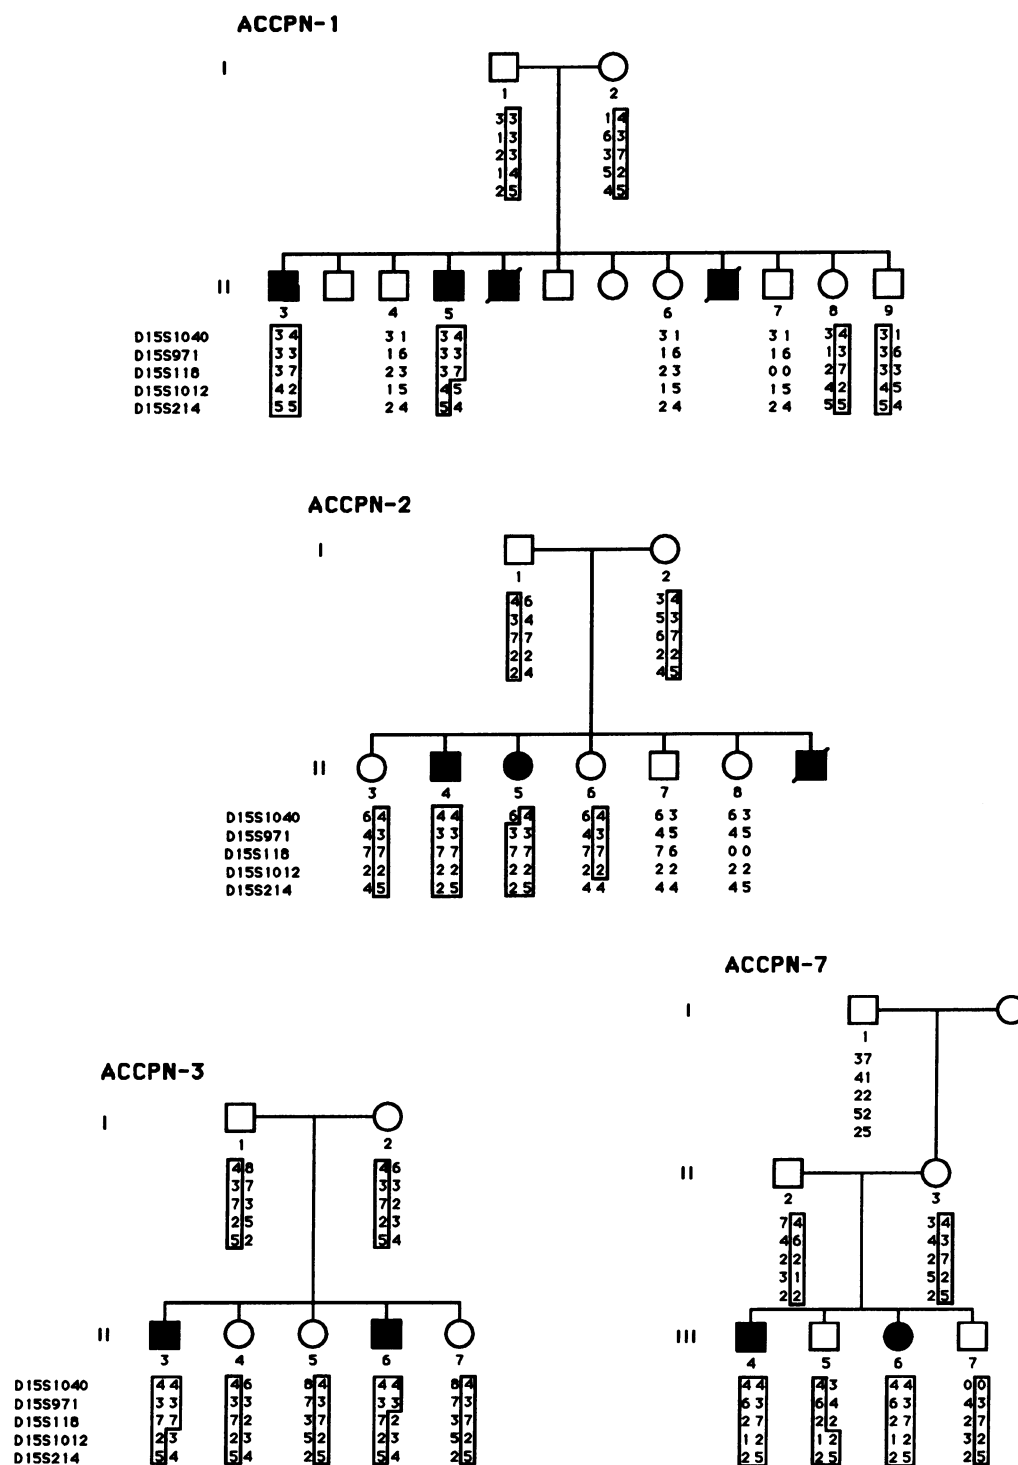 ACCPN-1
I
1 2
3 3 1 4
1 3 6 3
2 3 3 7
1 4 5 2
2 5 4 5
II
3 4 5 6 7 8 9
D15S1040 3 4 3 1 3 4 3 1 3 1 3 4 3 1
D15S971 3 3 1 6 3 3 1 6 1 6 1 3 3 6
D15S118 3 7 2 3 3 7 2 3 0 0 2 7 3 3
D15S1012 4 2 1 5 4 5 1 5 1 5 4 2 4 5
D15S214 5 5 2 4 5 4 2 4 2 4 5 5 5 4
ACCPN-2
I
1 2
4 6 3 4
3 4 5 3
7 7 6 7
2 2 2 2
2 4 4 5
II
3 4 5 6 7 8
D15S1040 6 4 4 4 6 4 6 4 6 3 6 3
D15S971 4 3 3 3 3 3 4 3 4 5 4 5
D15S118 7 7 7 7 7 7 7 7 7 6 0 0
D15S1012 2 2 2 2 2 2 2 2 2 2 2 2
D15S214 4 5 2 5 2 5 4 4 4 4 4 5
ACCPN-7
I
1
37
41
22
52
25
II
2 3
7 4 3 4
4 6 4 3
2 2 2 7
3 1 5 2
2 2 2 5
III
4 5 6 7
4 4 4 3 4 4 0 0
6 3 6 4 6 3 4 3
2 7 2 2 2 7 2 7
1 2 1 2 1 2 3 2
2 5 2 5 2 5 2 5
ACCPN-3
I
1 2
4 8 4 6
3 7 3 3
7 3 7 2
2 5 2 3
5 2 5 4
II
3 4 5 6 7
D15S1040 4 4 4 6 8 4 4 4 8 4
D15S971 3 3 3 3 7 3 3 3 7 3
D15S118 7 7 7 2 3 7 7 2 3 7
D15S1012 2 3 2 3 5 2 2 3 5 2
D15S214 5 4 5 4 2 5 5 4 2 5